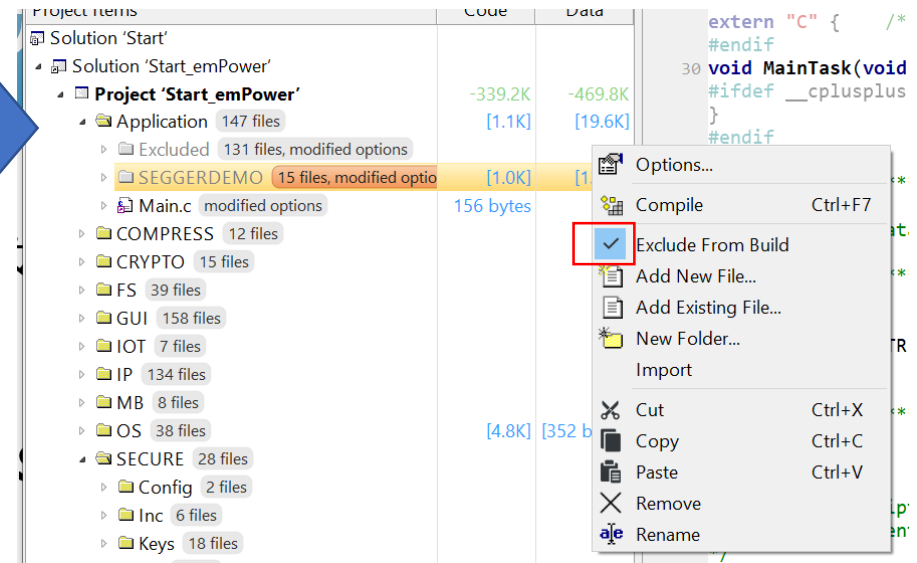 Project Items Code Data
Solution 'Start'
Solution 'Start_emPower'
Project 'Start_emPower' -339.2K -469.8K
Application 147 files [1.1K] [19.6K]
Excluded 131 files, modified options
SEGGERDEMO 15 files, modified optio [1.0K] [1.
Main.c modified options 156 bytes
COMPRESS 12 files
CRYPTO 15 files
FS 39 files
GUI 158 files
IOT 7 files
IP 134 files
MB 8 files
OS 38 files [4.8K] [352 b
SECURE 28 files
Config 2 files
Inc 6 files
Keys 18 files
extern "C" { /*
#endif
30 void MainTask(void
#ifdef __cplusplus
}
#endif
Options...
Compile Ctrl+F7
Exclude From Build
Add New File...
Add Existing File...
New Folder...
Import
Cut Ctrl+X
Copy Ctrl+C
Paste Ctrl+V
Remove
Rename